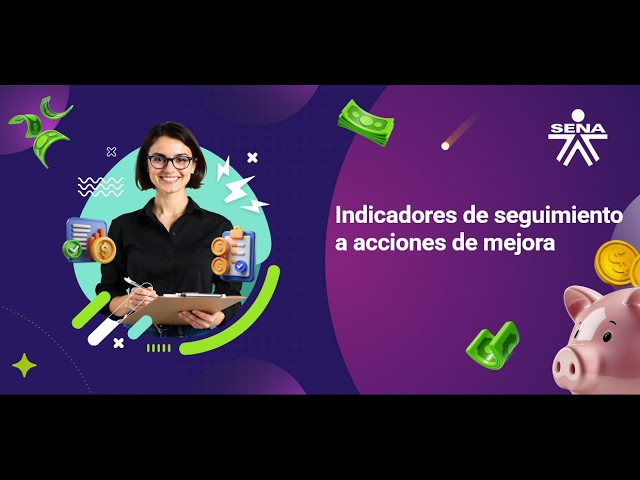 SENA
Indicadores de seguimiento
a acciones de mejora